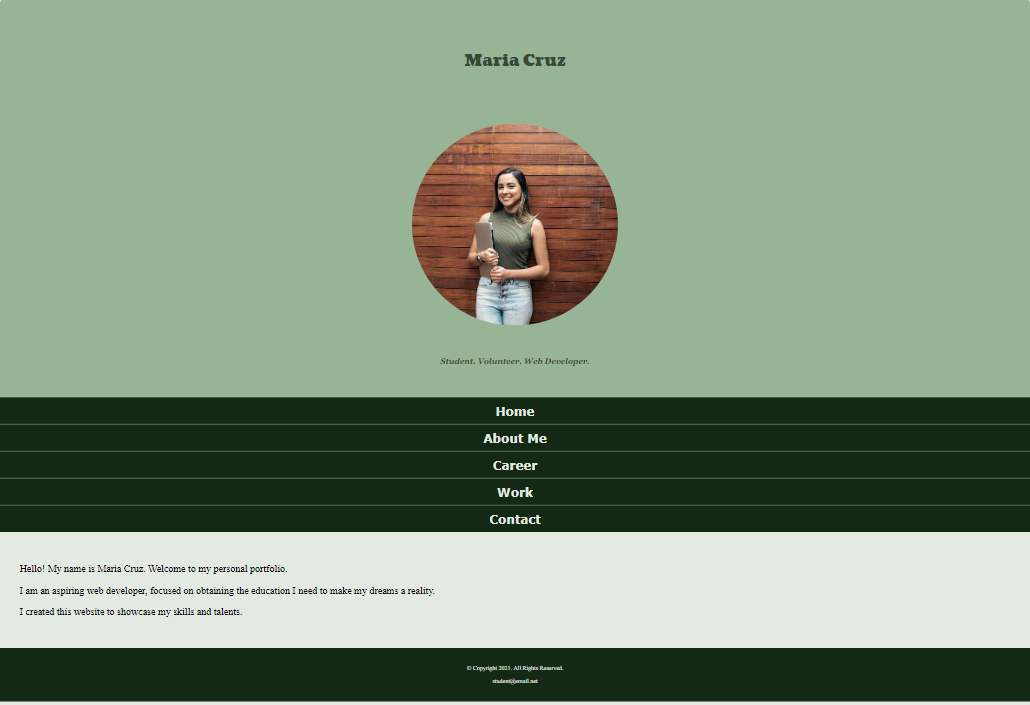 Maria Cruz
Student. Volunteer. Web Developer.
Home
About Me
Career
Work
Contact
Hello! My name is Maria Cruz. Welcome to my personal portfolio.
I am an aspiring web developer, focused on obtaining the education I need to make my dreams a reality.
I created this website to showcase my skills and talents.
© Copyright 2021. All Rights Reserved.
student@email.net